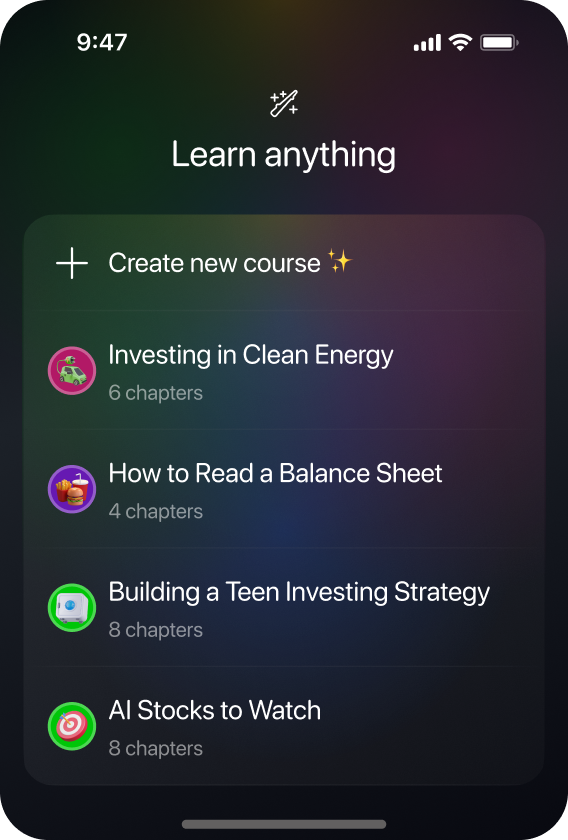 9:47
Learn anything
Create new course ✨
Investing in Clean Energy
6 chapters
How to Read a Balance Sheet
4 chapters
Building a Teen Investing Strategy
8 chapters
AI Stocks to Watch
8 chapters